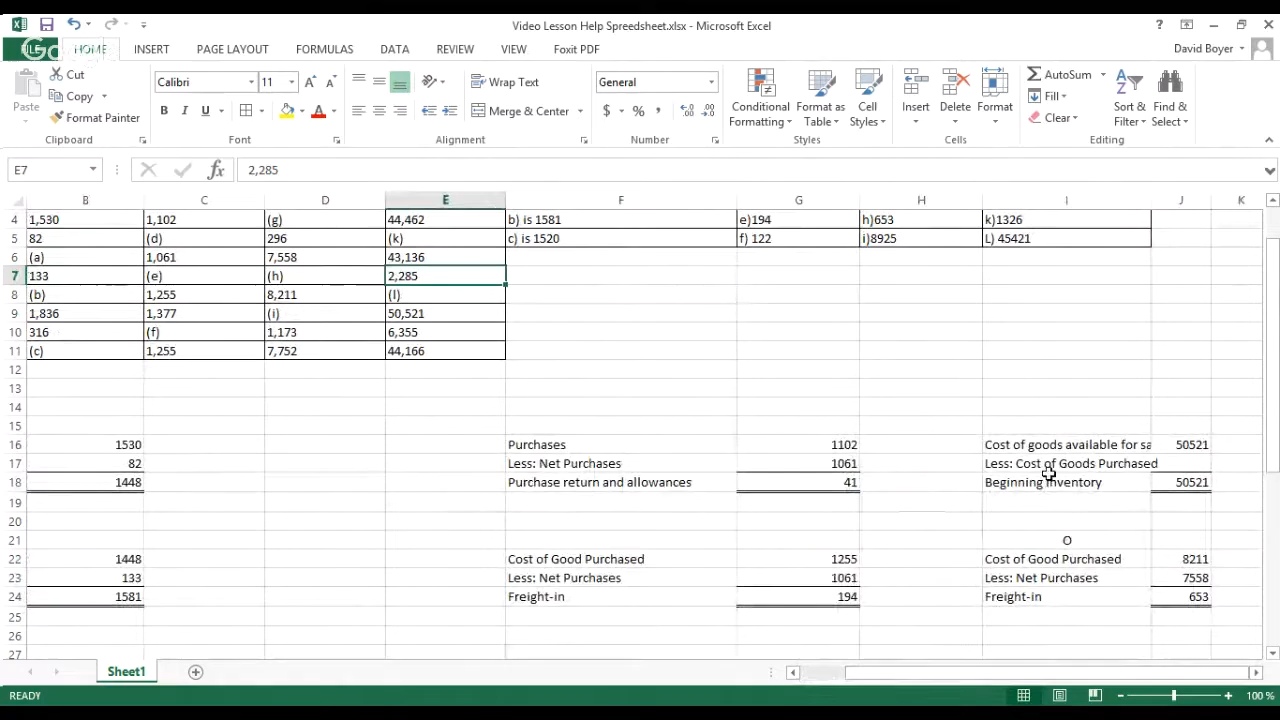 Video Lesson Help Spreedsheet.xlsx - Microsoft Excel
FILE HOME INSERT PAGE LAYOUT FORMULAS DATA REVIEW VIEW Foxit PDF David Boyer
Cut
Copy
Format Painter
Paste
Clipboard
Calibri 11
B I U
Font
Wrap Text
Merge & Center
Alignment
General
$ % ,
Number
Conditional Formatting
Format as Table
Cell Styles
Styles
Insert Delete Format
Cells
AutoSum
Fill
Clear
Sort & Filter
Find & Select
Editing
E7 fx 2,285
B C D E F G H I J K
4 1,530 1,102 (g) 44,462 b) is 1581 e)194 h)653 k)1326
5 82 (d) 296 (k) c) is 1520 f) 122 i)8925 L) 45421
6 (a) 1,061 7,558 43,136
7 133 (e) (h) 2,285
8 (b) 1,255 8,211 (l)
9 1,836 1,377 (i) 50,521
10 316 (f) 1,173 6,355
11 (c) 1,255 7,752 44,166
12
13
14
15
16 1530 Purchases 1102 Cost of goods available for sa 50521
17 82 Less: Net Purchases 1061 Less: Cost of Goods Purchased
18 1448 Purchase return and allowances 41 Beginning Inventory 50521
19
20
21 O
22 1448 Cost of Good Purchased 1255 Cost of Good Purchased 8211
23 133 Less: Net Purchases 1061 Less: Net Purchases 7558
24 1581 Freight-in 194 Freight-in 653
25
26
27
Sheet1
READY 100 %